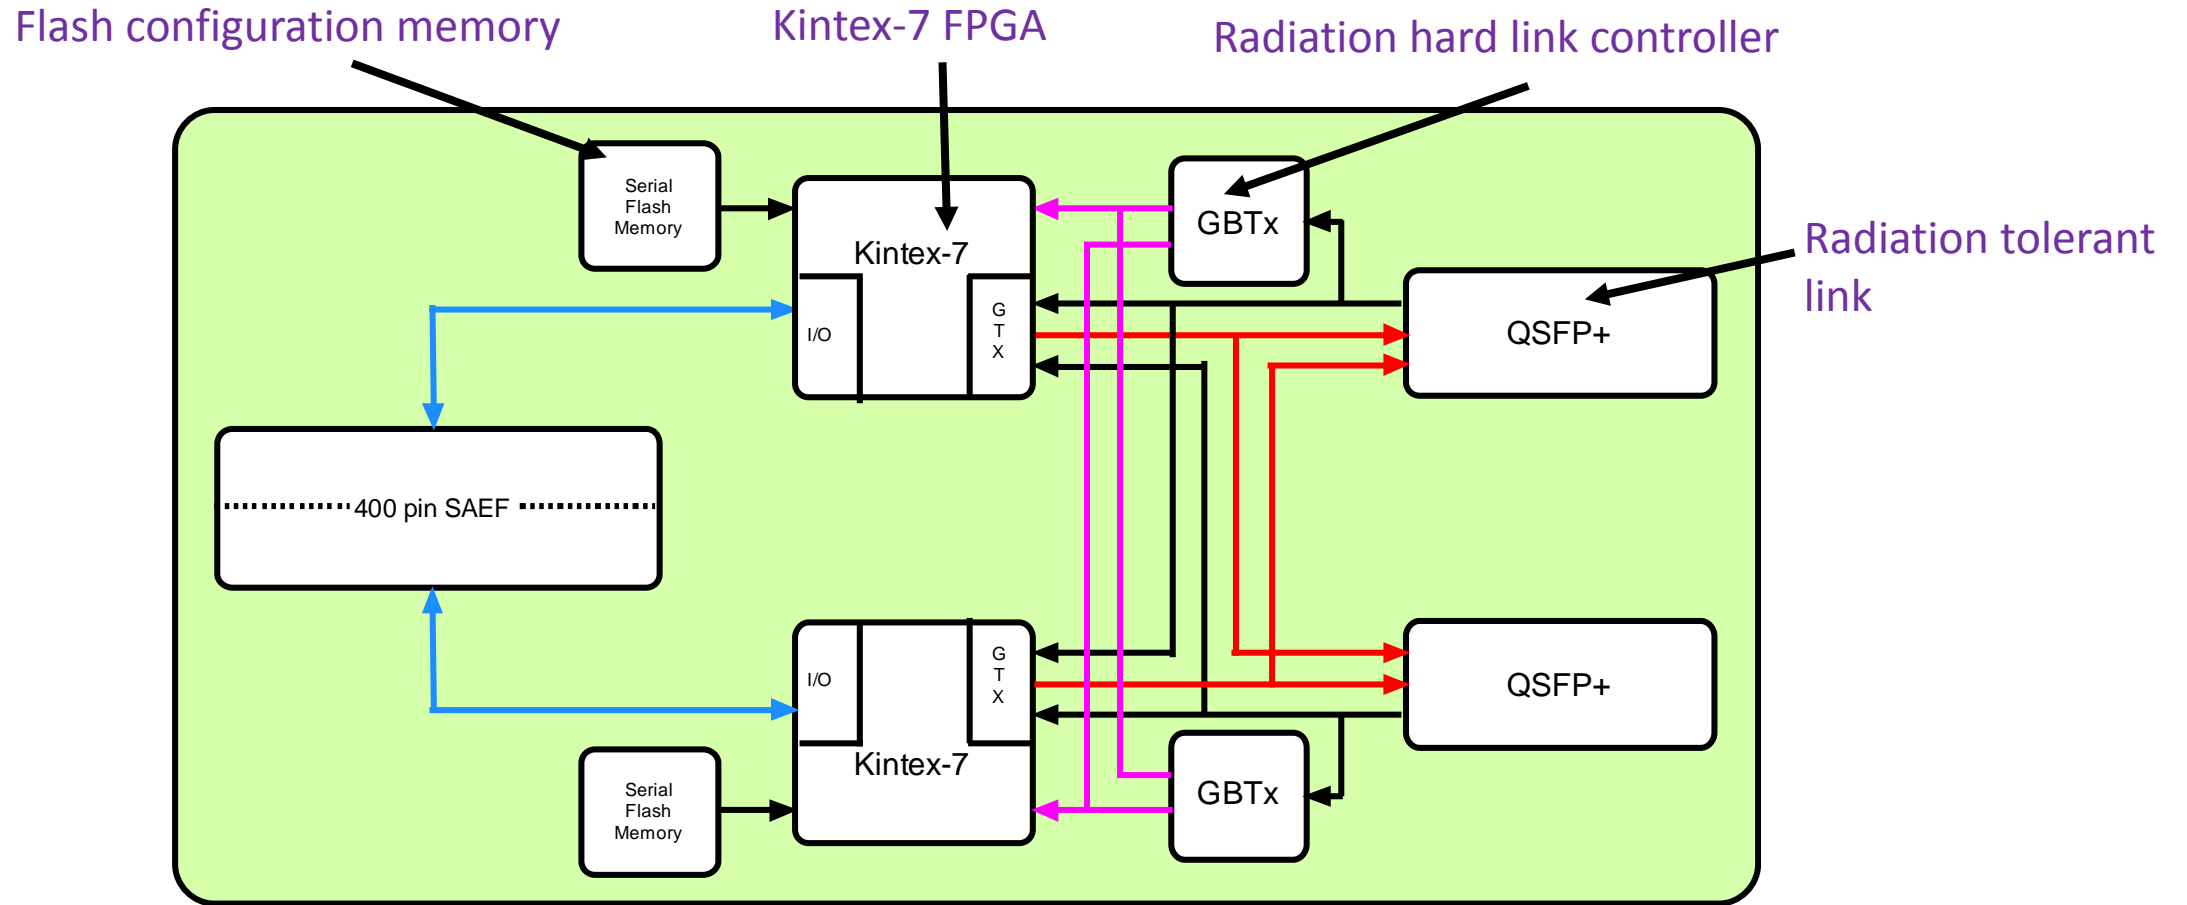 Flash configuration memory
Kintex-7 FPGA
Radiation hard link controller
Serial
Flash
Memory
Kintex-7
GBTx
Radiation tolerant
link
I/O
G
T
X
QSFP+
400 pin SAEF
I/O
G
T
X
QSFP+
Kintex-7
Serial
Flash
Memory
GBTx